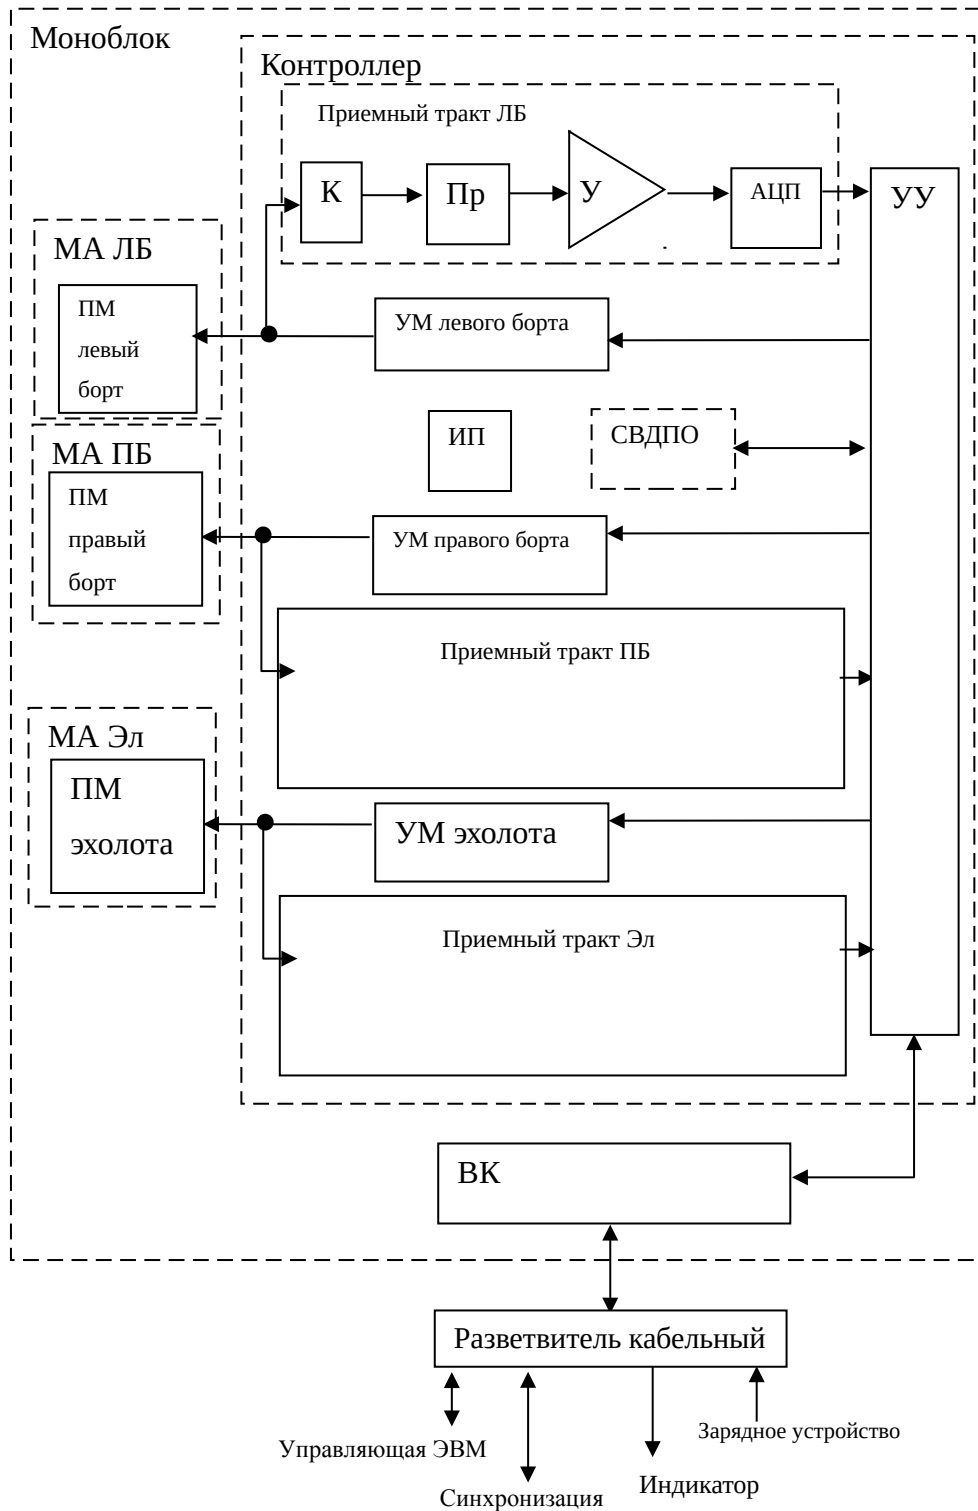 Моноблок
Контроллер
Приемный тракт ЛБ
К
Пр
У
АЦП
УУ
МА ЛБ
ПМ
левый
борт
УМ левого борта
ИП
СВДПО
МА ПБ
ПМ
правый
борт
УМ правого борта
Приемный тракт ПБ
МА Эл
ПМ
эхолота
УМ эхолота
Приемный тракт Эл
ВК
Разветвитель кабельный
Управляющая ЭВМ
Синхронизация
Индикатор
Зарядное устройство